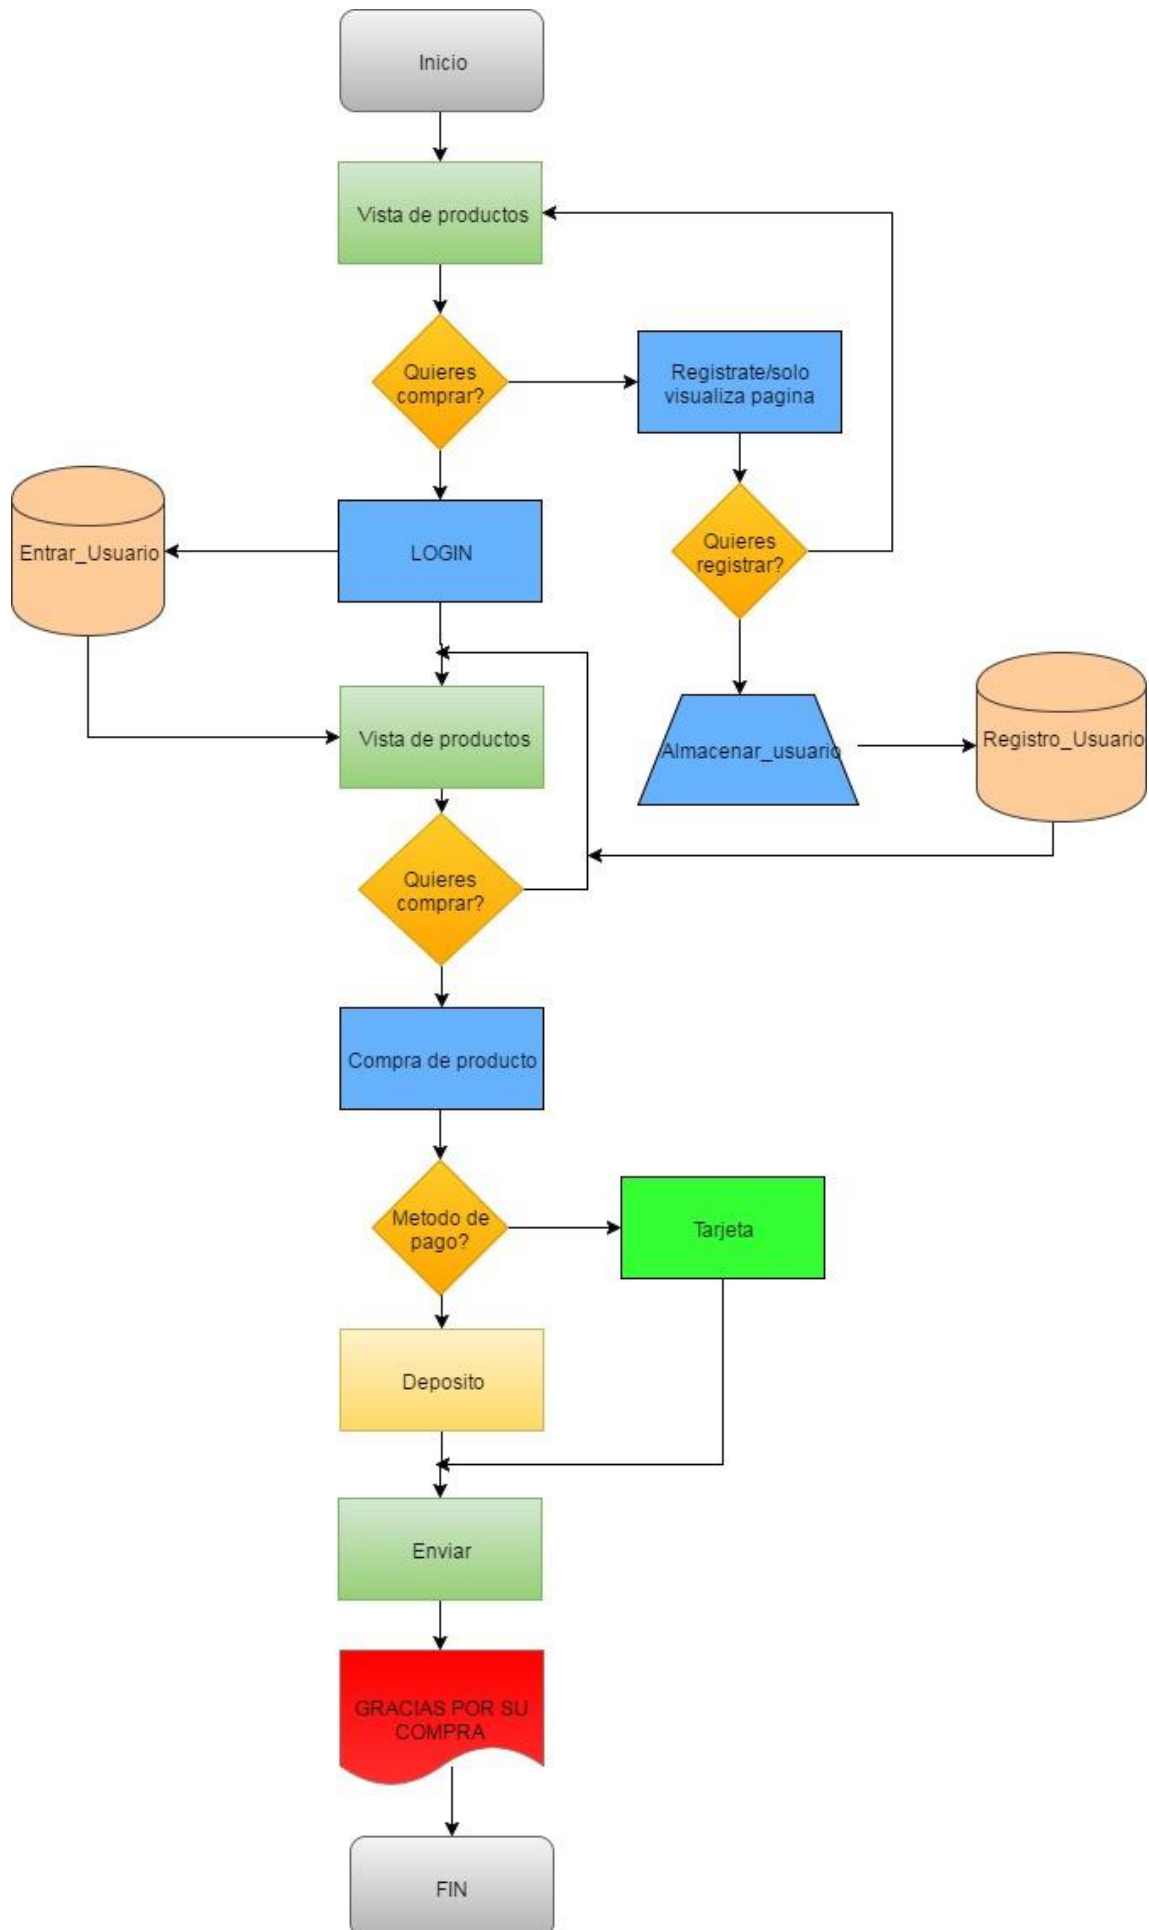 Inicio
Vista de productos
Quieres
comprar?
Registrate/solo
visualiza pagina
Entrar_Usuario
LOGIN
Quieres
registrar?
Vista de productos
Almacenar_usuario
Registro_Usuario
Quieres
comprar?
Compra de producto
Metodo de
pago?
Tarjeta
Deposito
Enviar
GRACIAS POR SU
COMPRA
FIN